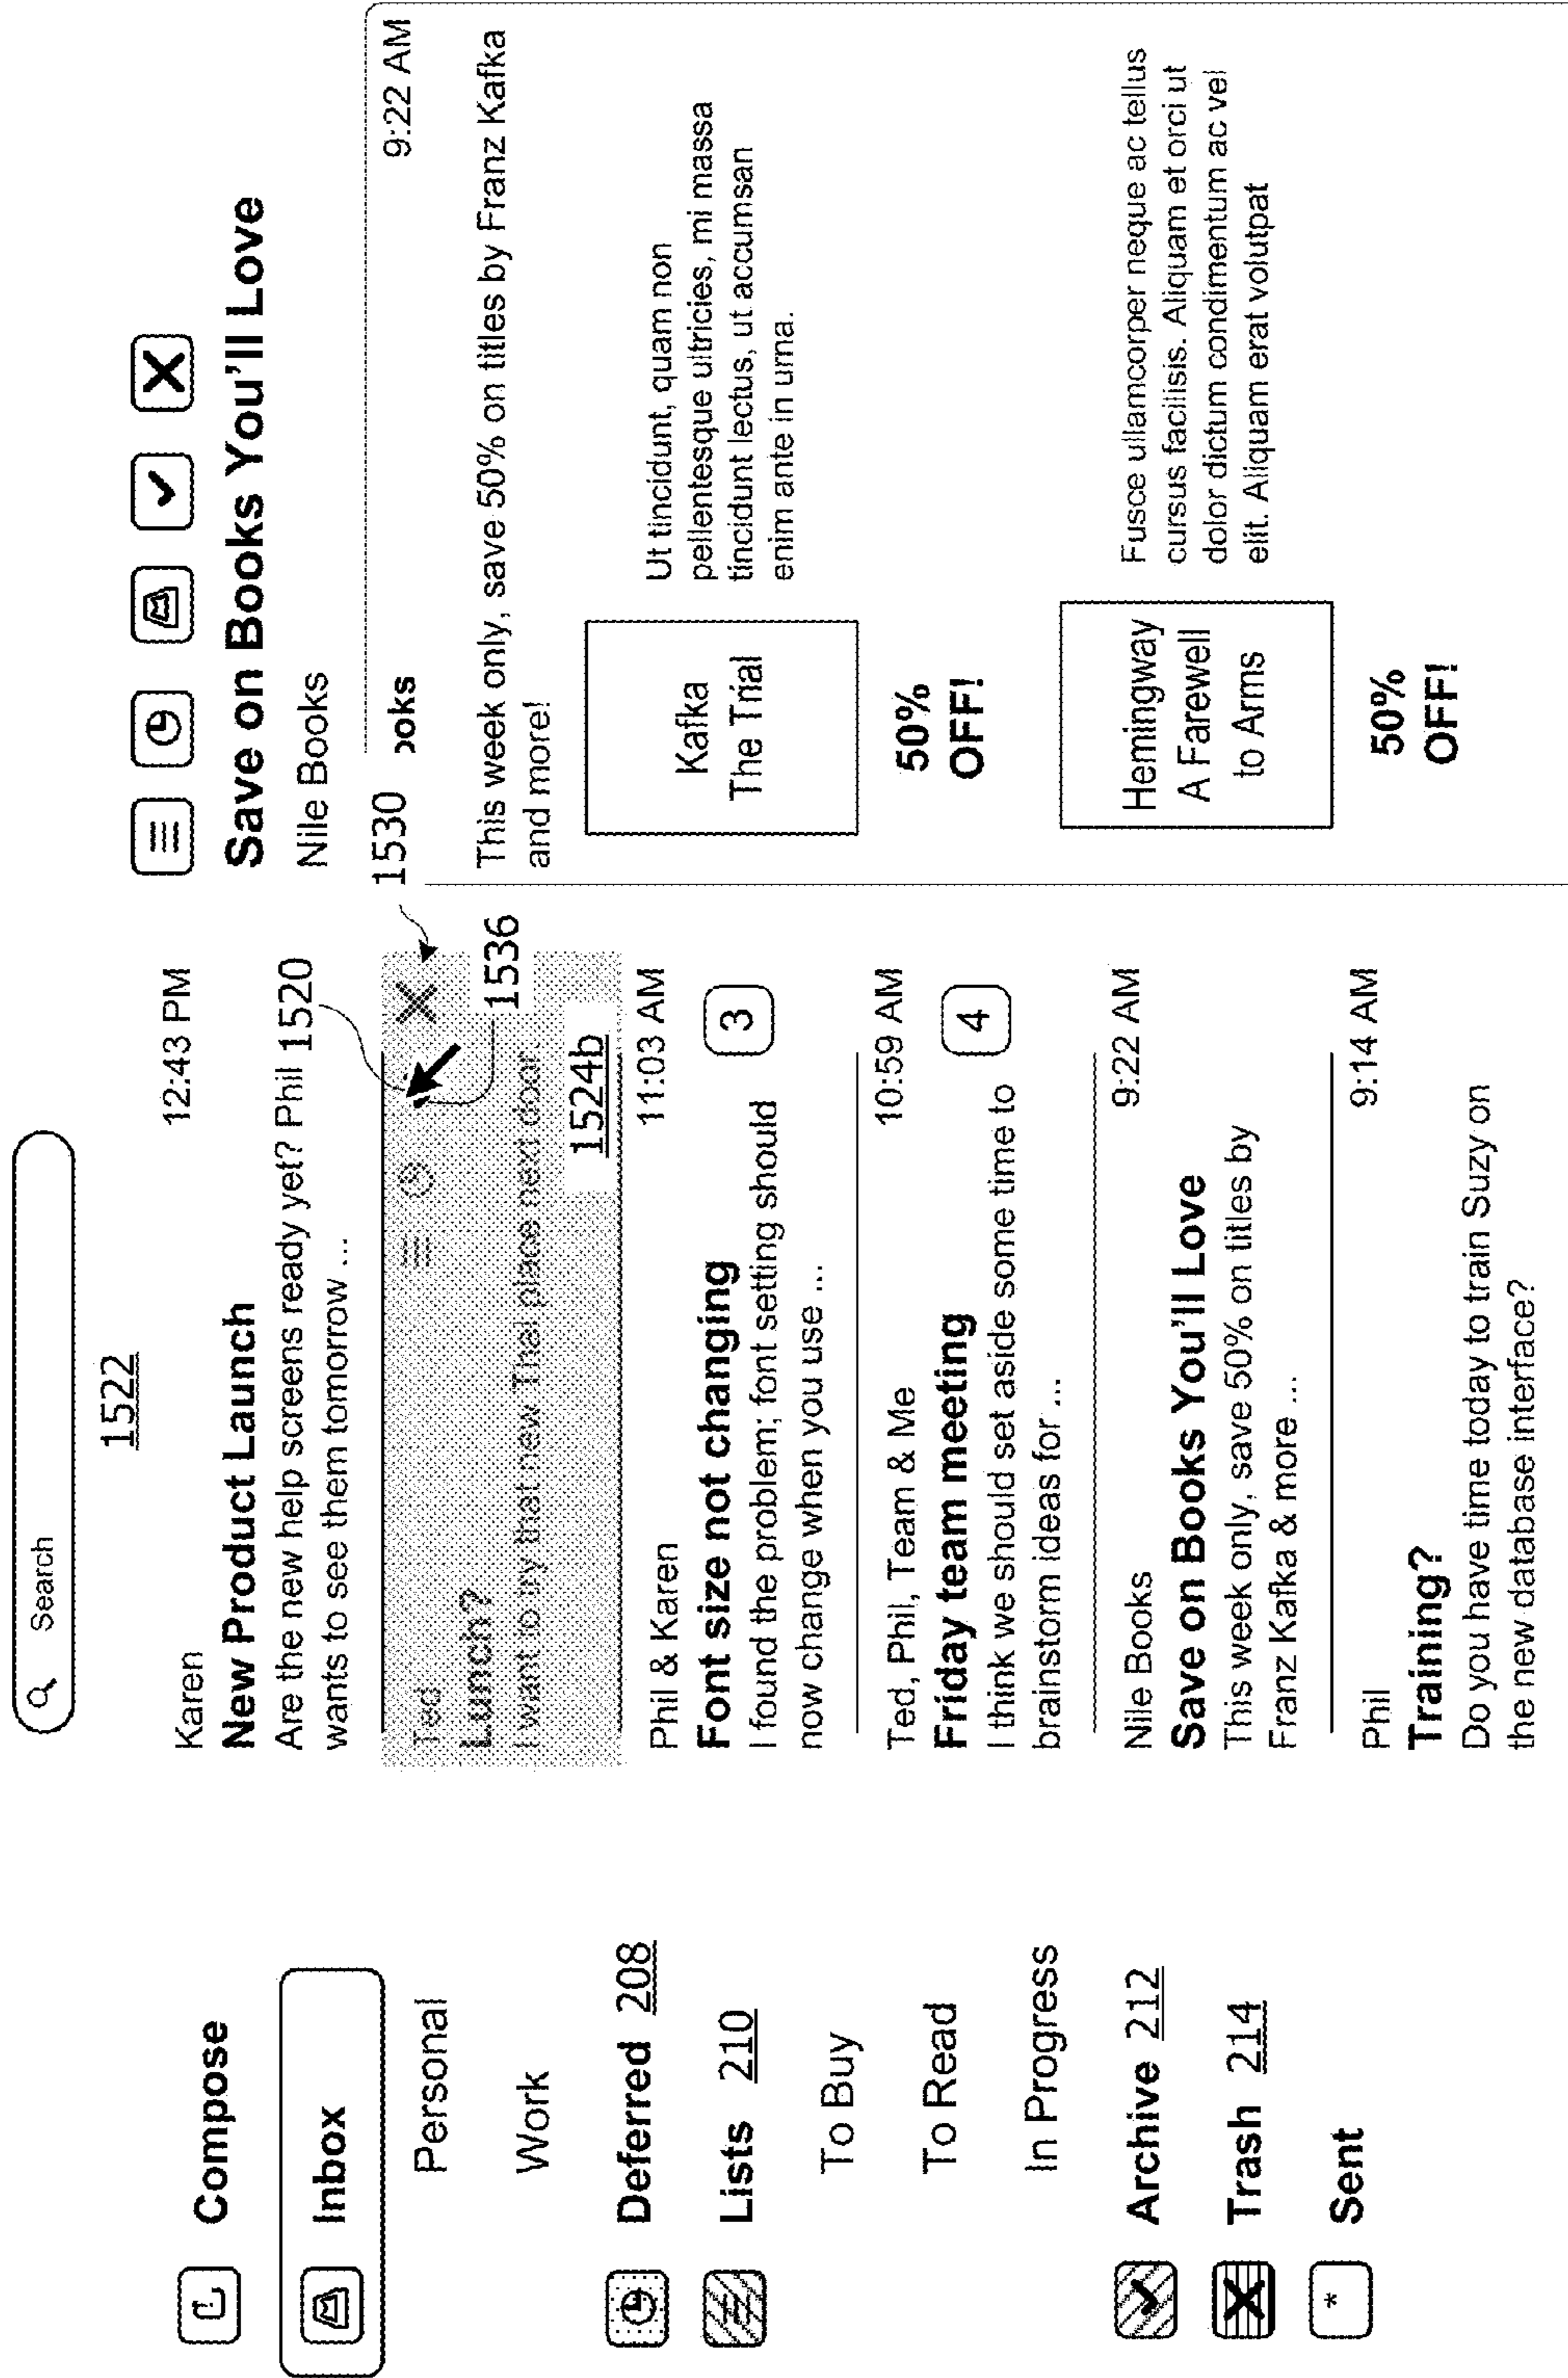 Compose
Inbox
Personal
Work
Deferred 208
Lists 210
To Buy
To Read
In Progress
Archive 212
Trash 214
* Sent
Search
1522
Karen 12:43 PM
New Product Launch
Are the new help screens ready yet? Phil 1520
wants to see them tomorrow ...
Ted
Lunch? 1536
I want to try that new Thai place next door.
1524b
Phil & Karen 11:03 AM
Font size not changing 3
I found the problem; font setting should
now change when you use ...
Ted, Phil, Team & Me 10:59 AM
Friday team meeting 4
I think we should set aside some time to
brainstorm ideas for ...
Nile Books 9:22 AM
Save on Books You'll Love
This week only, save 50% on titles by
Franz Kafka & more ...
Phil 9:14 AM
Training?
Do you have time today to train Suzy on
the new database interface?
Save on Books You'll Love
Nile Books
1530 ooks 9:22 AM
This week only, save 50% on titles by Franz Kafka
and more!
Kafka
The Trial
50%
OFF!
Ut tincidunt, quam non
pellentesque ultricies, mi massa
tincidunt lectus, ut accumsan
enim ante in urna.
Hemingway
A Farewell
to Arms
50%
OFF!
Fusce ullamcorper neque ac tellus
cursus facilisis. Aliquam et orci ut
dolor dictum condimentum ac vel
elit. Aliquam erat volutpat